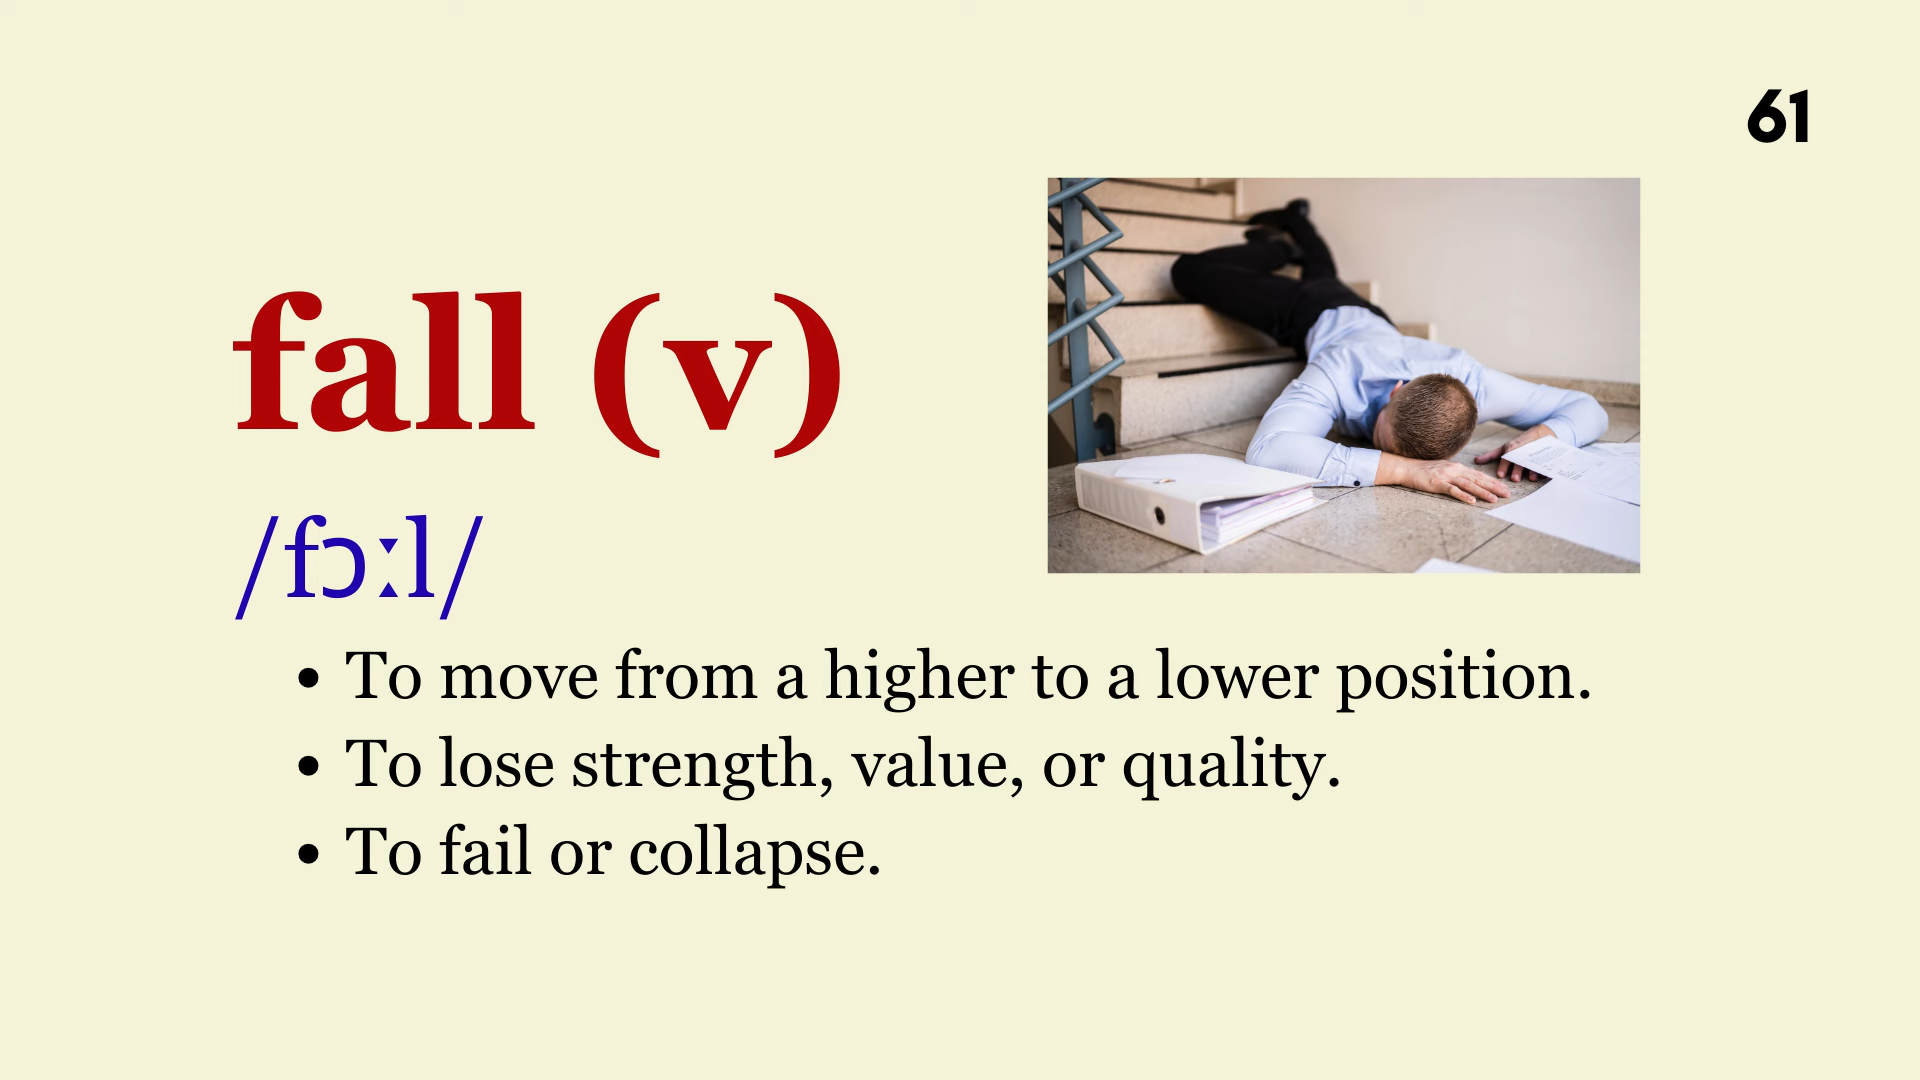 61
fall (v)
/fɔːl/
• To move from a higher to a lower position.
• To lose strength, value, or quality.
• To fail or collapse.